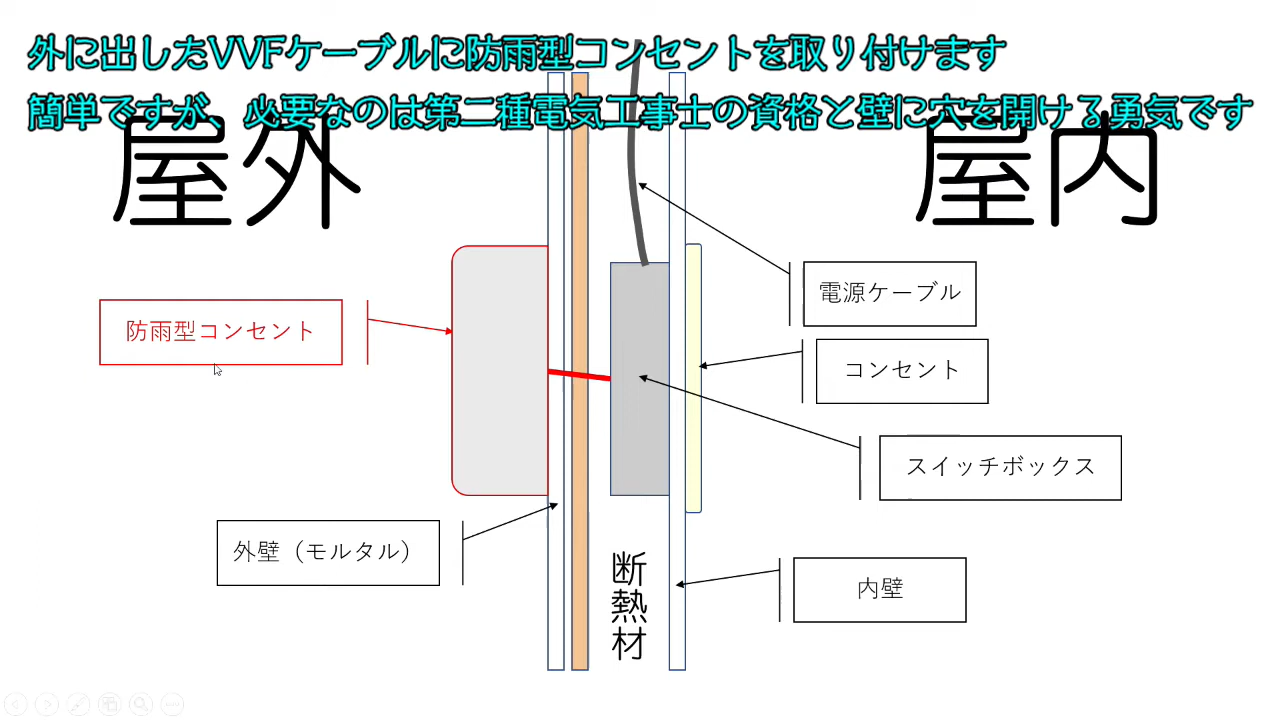 外に出したVVFケーブルに防雨型コンセントを取り付けます
簡単ですが、必要なのは第二種電気工事士の資格と壁に穴を開ける勇気です
屋外
屋内
電源ケーブル
防雨型コンセント
コンセント
スイッチボックス
外壁（モルタル）
断熱材
内壁